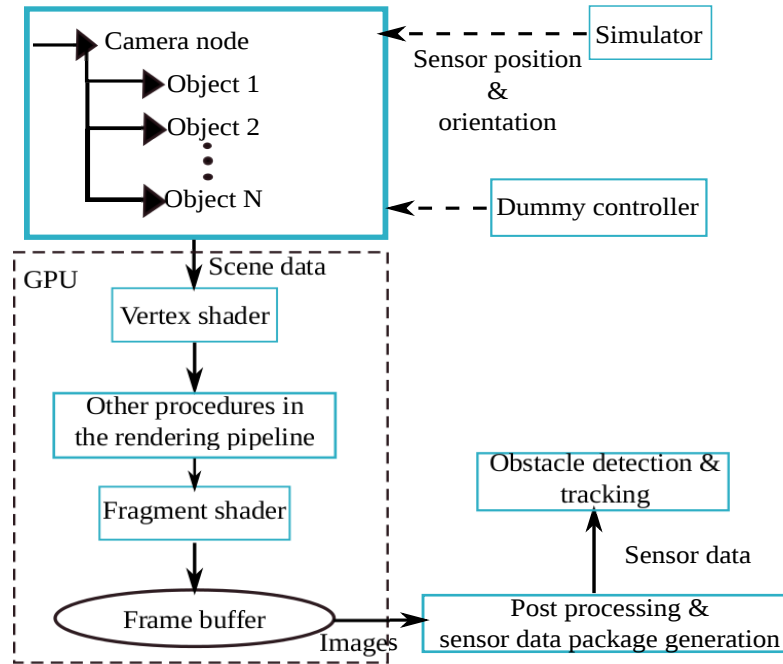 Camera node
Object 1
Object 2
Object N
Simulator
Sensor position
&
orientation
Dummy controller
Scene data
GPU
Vertex shader
Other procedures in
the rendering pipeline
Fragment shader
Frame buffer
Images
Obstacle detection &
tracking
Sensor data
Post processing &
sensor data package generation